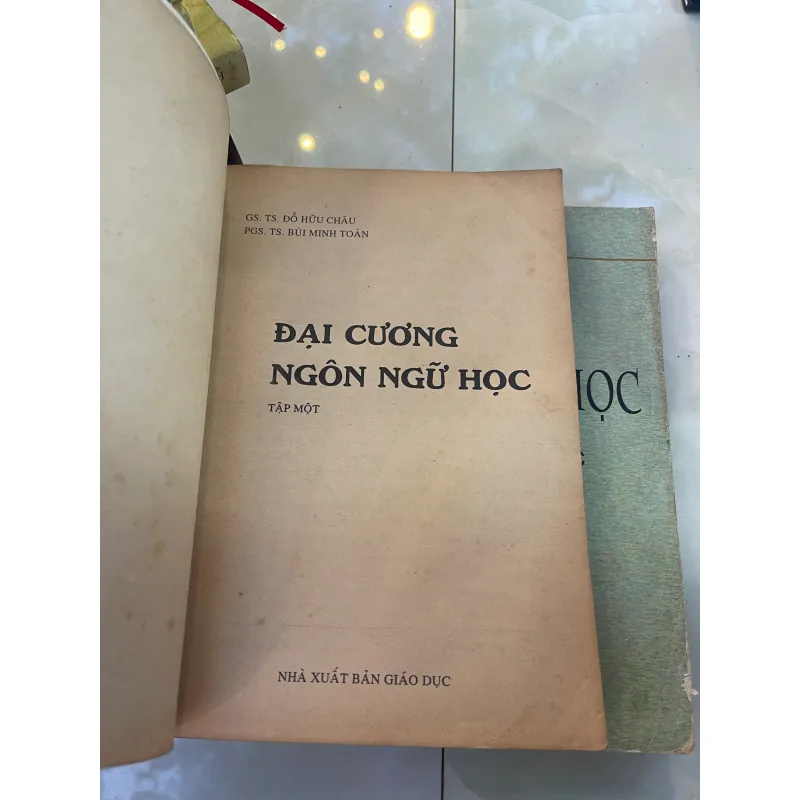 GS. TS. ĐỖ HỮU CHÂU
PGS. TS. BÙI MINH TOÁN
ĐẠI CƯƠNG
NGÔN NGỮ HỌC
TẬP MỘT
NHÀ XUẤT BẢN GIÁO DỤC
HỌC